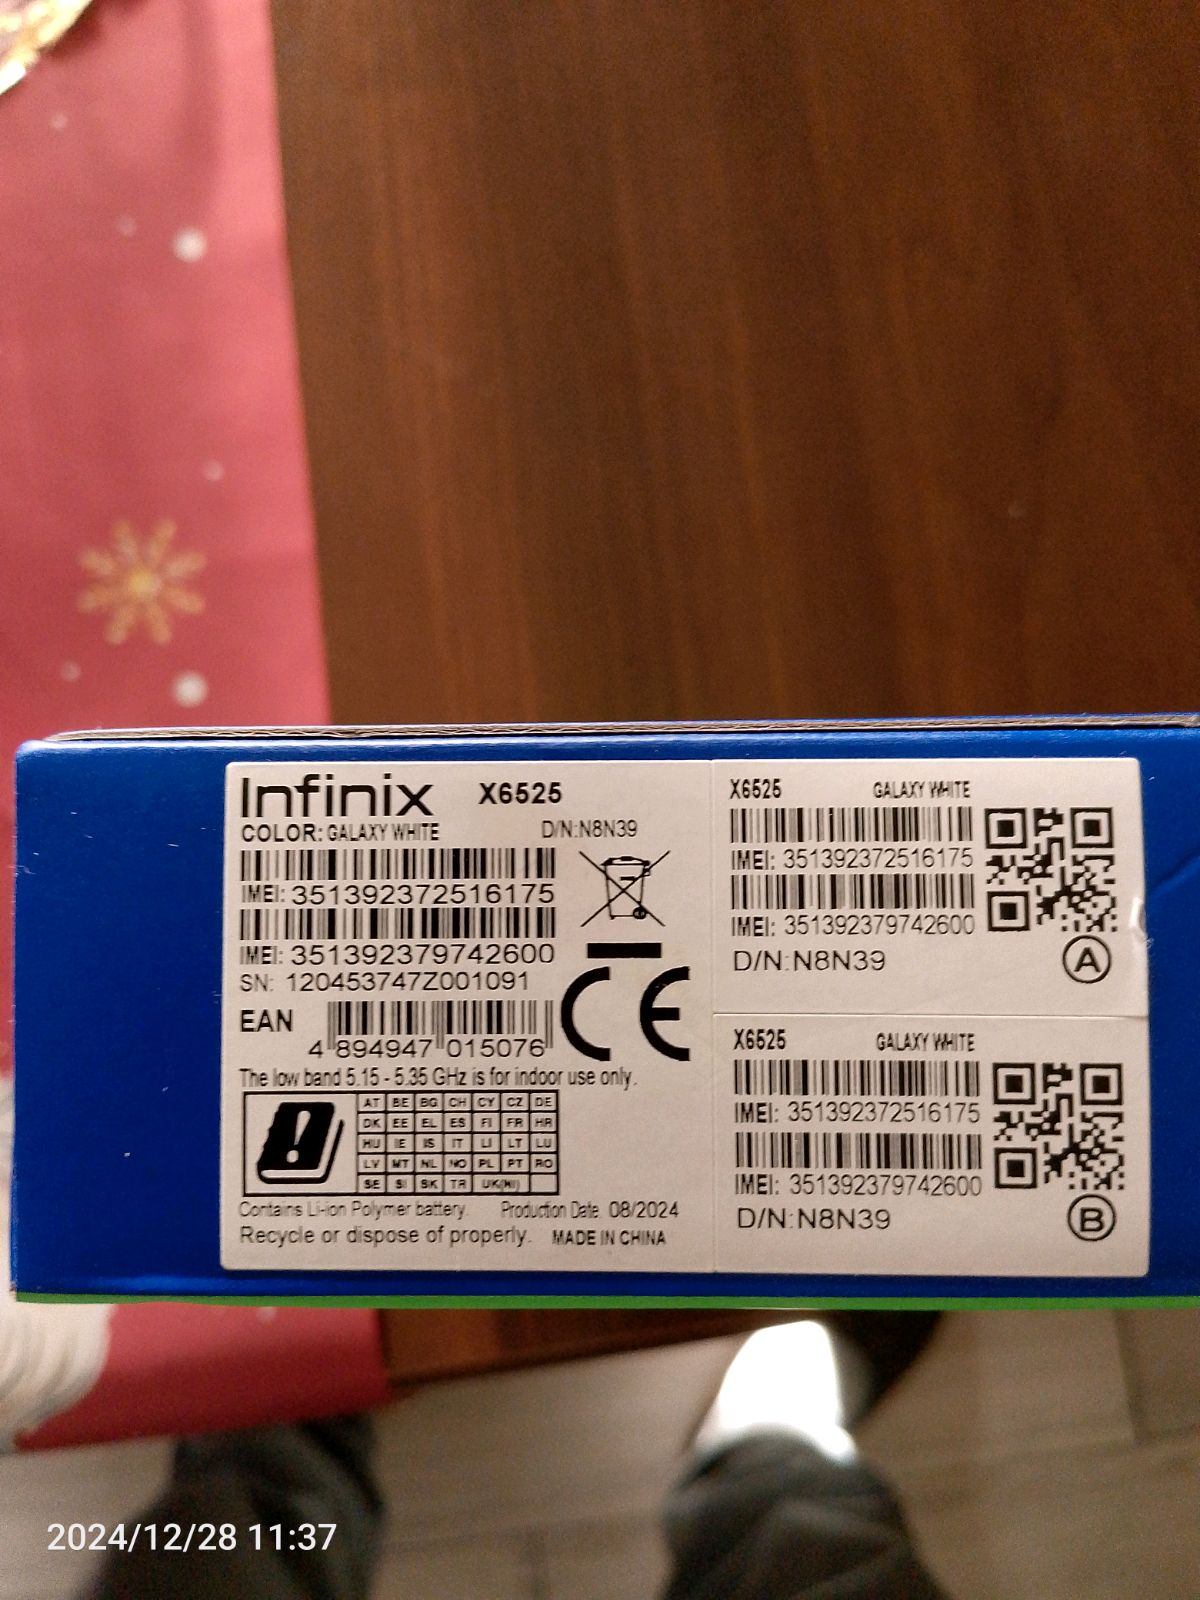 Infinix X6525
COLOR: GALAXY WHITE D/N:N8N39
IMEI: 351392372516175
IMEI: 351392379742600
SN: 120453747Z001091
EAN
4 894947 015076
CE
The low band 5.15 - 5.35 GHz is for indoor use only.
!
AT BE BG CH CY CZ DE
DK EE EL ES FI FR HR
HU IE IS IT LI LT LU
LV MT NL NO PL PT RO
SE SI SK TR UK(NI)
Contains Li-ion Polymer battery. Production Date: 08/2024
Recycle or dispose of properly. MADE IN CHINA
X6525 GALAXY WHITE
IMEI: 351392372516175
IMEI: 351392379742600
D/N:N8N39
A
X6525 GALAXY WHITE
IMEI: 351392372516175
IMEI: 351392379742600
D/N:N8N39
B
2024/12/28 11:37